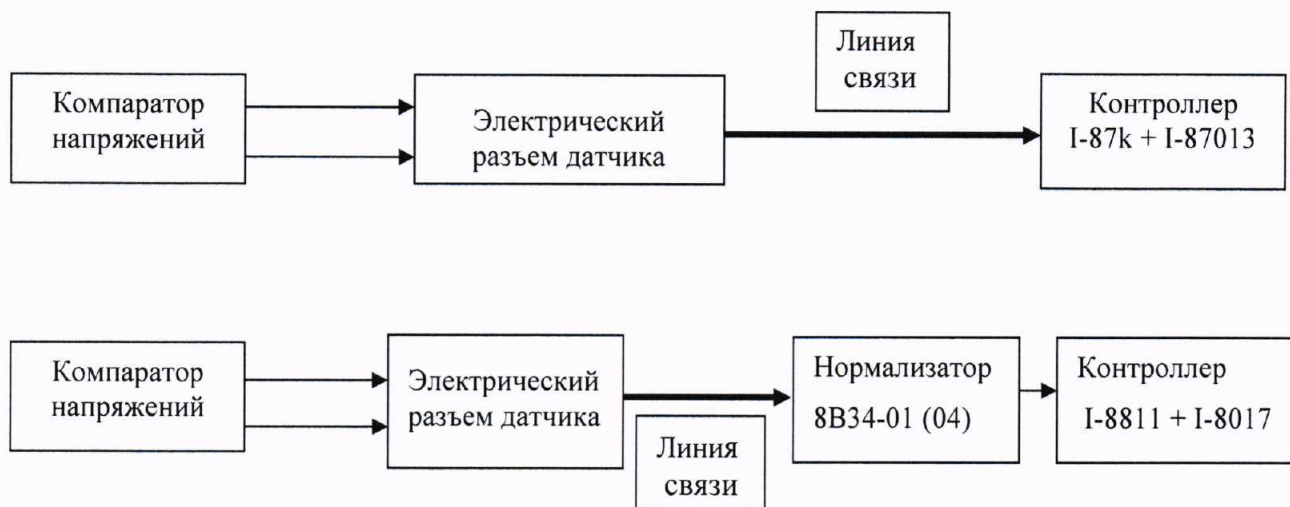 Линия
связи
Компаратор
напряжений
Электрический
разъем датчика
Контроллер
I-87k + I-87013
Компаратор
напряжений
Электрический
разъем датчика
Линия
связи
Нормализатор
8B34-01 (04)
Контроллер
I-8811 + I-8017